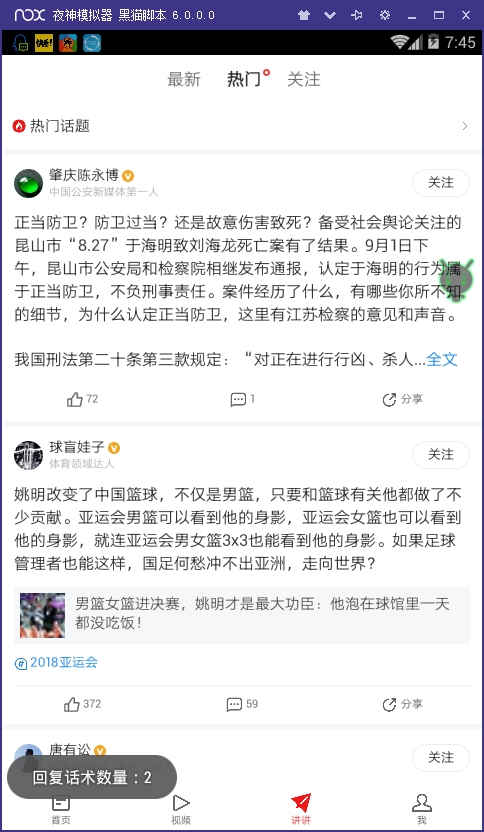 nox 夜神模拟器 黑猫脚本 6.0.0.0
7:45
最新 热门 关注
热门话题
肇庆陈永博
中国公安新媒体第一人
关注
正当防卫？防卫过当？还是故意伤害致死？备受社会舆论关注的
昆山市“8.27”于海明致刘海龙死亡案有了结果。9月1日下
午，昆山市公安局和检察院相继发布通报，认定于海明的行为属
于正当防卫，不负刑事责任。案件经历了什么，有哪些你所不知
的细节，为什么认定正当防卫，这里有江苏检察的意见和声音。
我国刑法第二十条第三款规定：“对正在进行行凶、杀人...全文
72 1 分享
球盲娃子
体育领域达人
关注
姚明改变了中国篮球，不仅是男篮，只要和篮球有关他都做了不
少贡献。亚运会男篮可以看到他的身影，亚运会女篮也可以看到
他的身影，就连亚运会男女篮3x3也能看到他的身影。如果足球
管理者也能这样，国足何愁冲不出亚洲，走向世界？
男篮女篮进决赛，姚明才是最大功臣：他泡在球馆里一天
都没吃饭！
2018亚运会
372 59 分享
唐有讼
关注
回复话术数量：2
首页 视频 讲讲 我